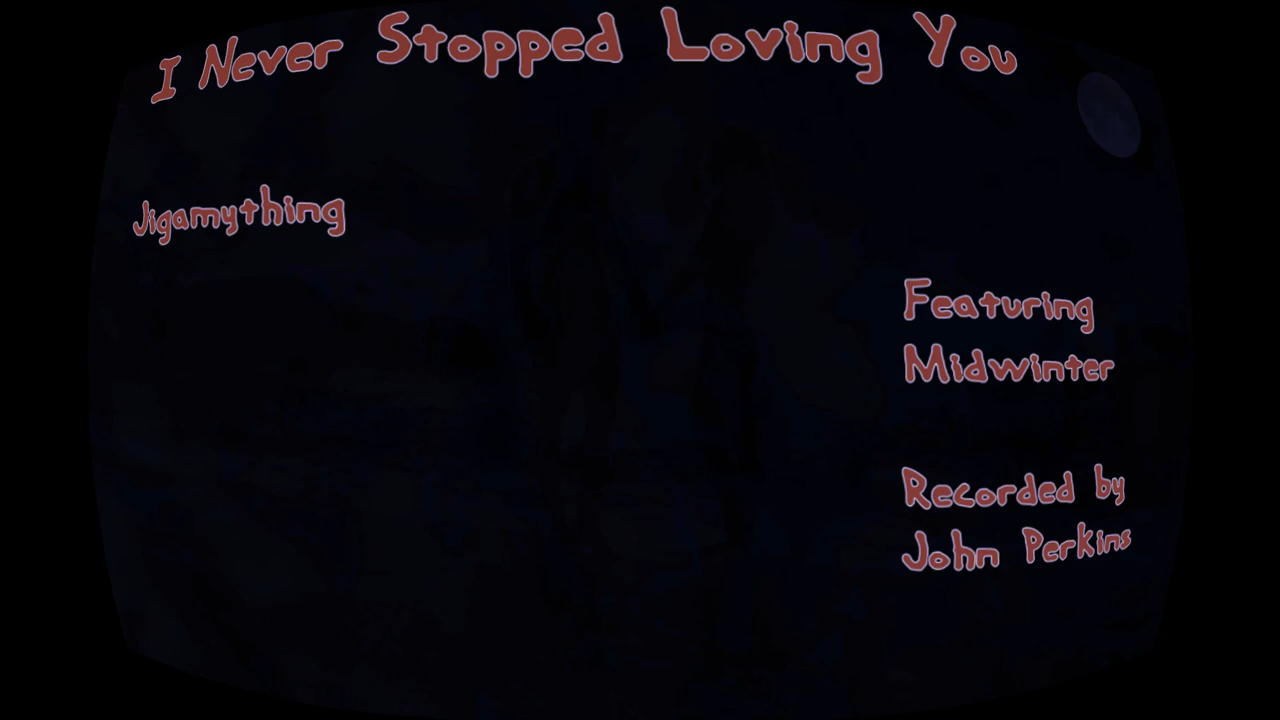 I Never Stopped Loving You
Jigamything
Featuring
Midwinter
Recorded by
John Perkins